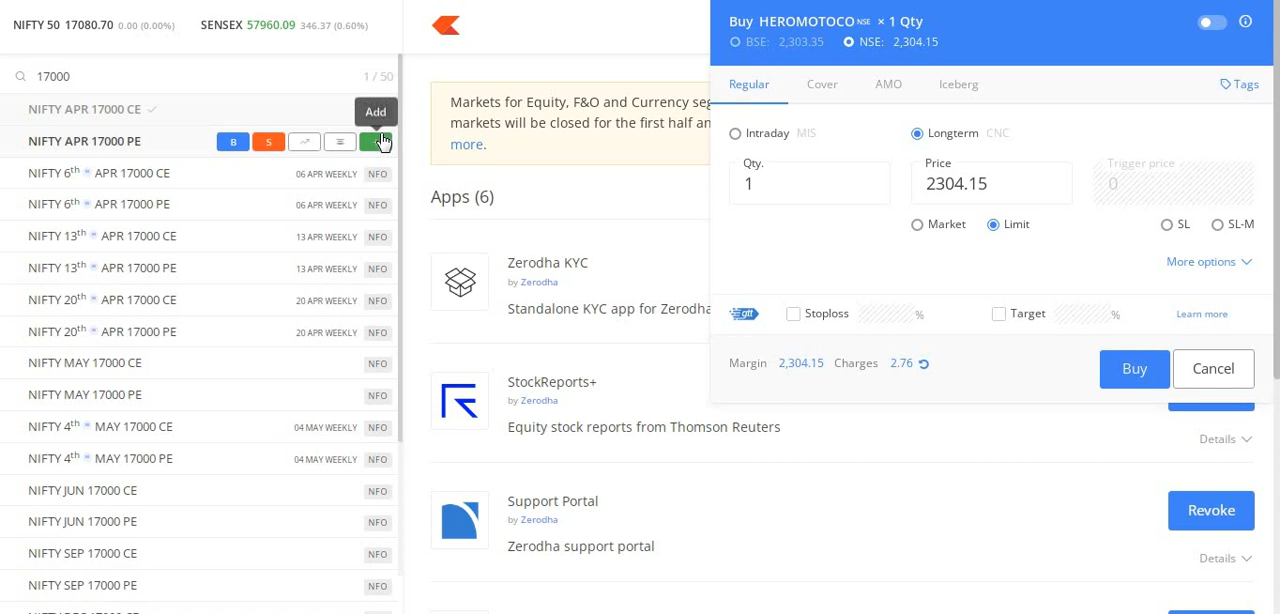 NIFTY 50 17080.70 0.00 (0.00%) SENSEX 57960.09 346.37 (0.60%)
17000 1 / 50
NIFTY APR 17000 CE
Add
NIFTY APR 17000 PE B S
NIFTY 6th APR 17000 CE 06 APR WEEKLY NFO
NIFTY 6th APR 17000 PE 06 APR WEEKLY NFO
NIFTY 13th APR 17000 CE 13 APR WEEKLY NFO
NIFTY 13th APR 17000 PE 13 APR WEEKLY NFO
NIFTY 20th APR 17000 CE 20 APR WEEKLY NFO
NIFTY 20th APR 17000 PE 20 APR WEEKLY NFO
NIFTY MAY 17000 CE NFO
NIFTY MAY 17000 PE NFO
NIFTY 4th MAY 17000 CE 04 MAY WEEKLY NFO
NIFTY 4th MAY 17000 PE 04 MAY WEEKLY NFO
NIFTY JUN 17000 CE NFO
NIFTY JUN 17000 PE NFO
NIFTY SEP 17000 CE NFO
NIFTY SEP 17000 PE NFO
Markets for Equity, F&O and Currency seg
markets will be closed for the first half an
more.
Apps (6)
Zerodha KYC
by Zerodha
Standalone KYC app for Zerodha
StockReports+
by Zerodha
Equity stock reports from Thomson Reuters
Details
Support Portal
by Zerodha
Revoke
Zerodha support portal
Details
Buy HEROMOTOCO NSE × 1 Qty
BSE: 2,303.35 NSE: 2,304.15
Regular Cover AMO Iceberg Tags
Intraday MIS Longterm CNC
Qty. Price Trigger price
1 2304.15 0
Market Limit SL SL-M
More options
gtt Stoploss % Target % Learn more
Margin 2,304.15 Charges 2.76 Buy Cancel